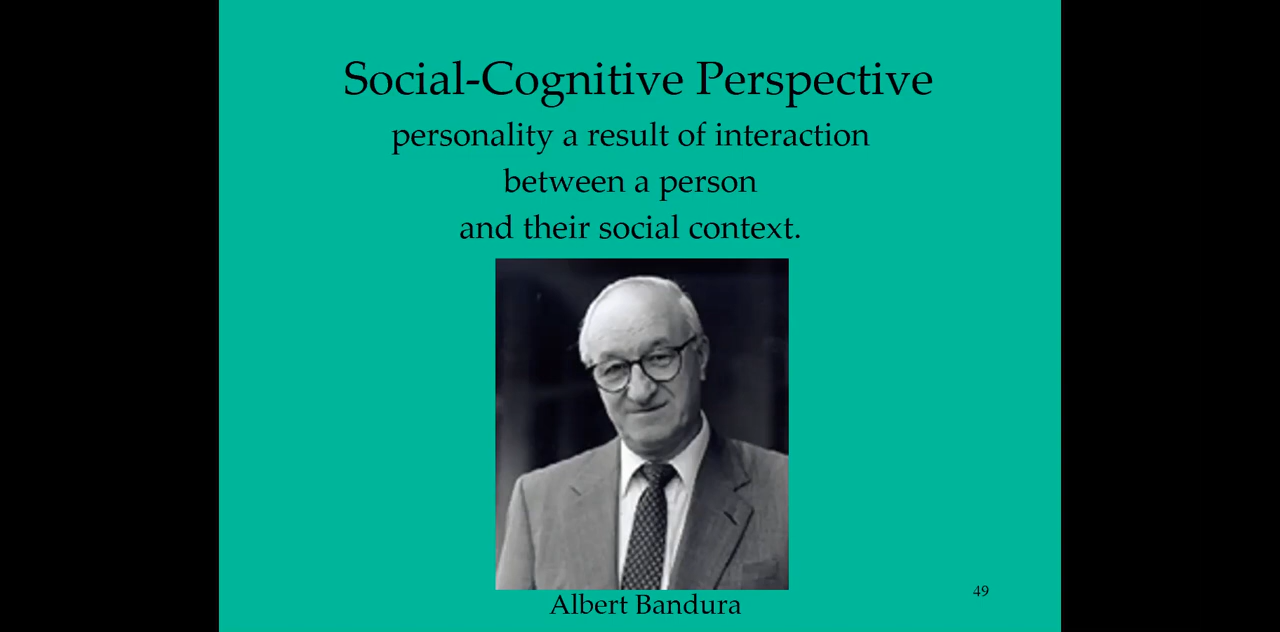 Social-Cognitive Perspective
personality a result of interaction
between a person
and their social context.
Albert Bandura
49